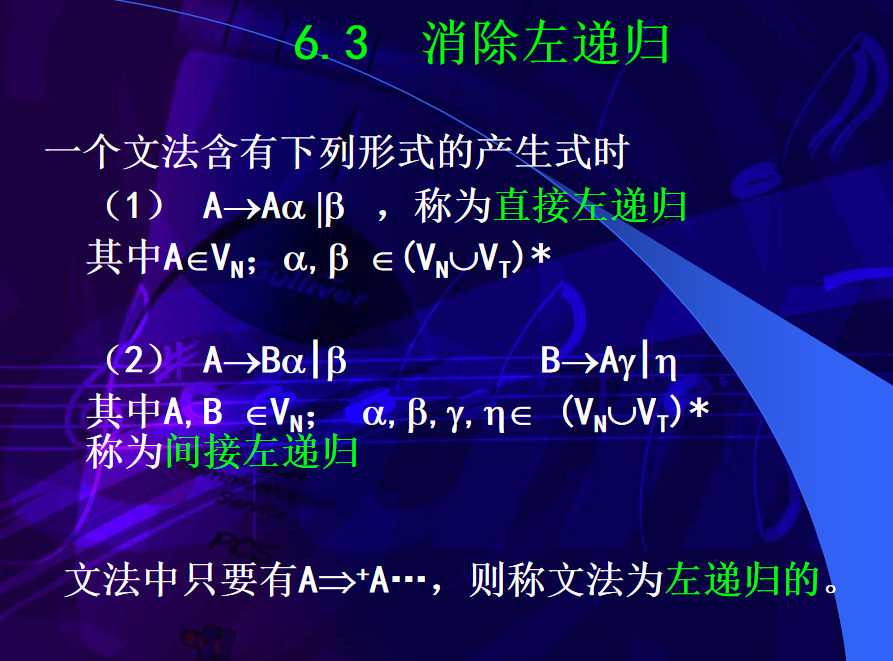 6.3 消除左递归
一个文法含有下列形式的产生式时
（1） A→Aα|β ，称为直接左递归
其中A∈VN；α,β ∈(VN∪VT)*
（2） A→Bα|β B→Aγ|η
其中A,B ∈VN； α,β,γ,η∈ (VN∪VT)*
称为间接左递归
文法中只要有A⇒+A…，则称文法为左递归的。